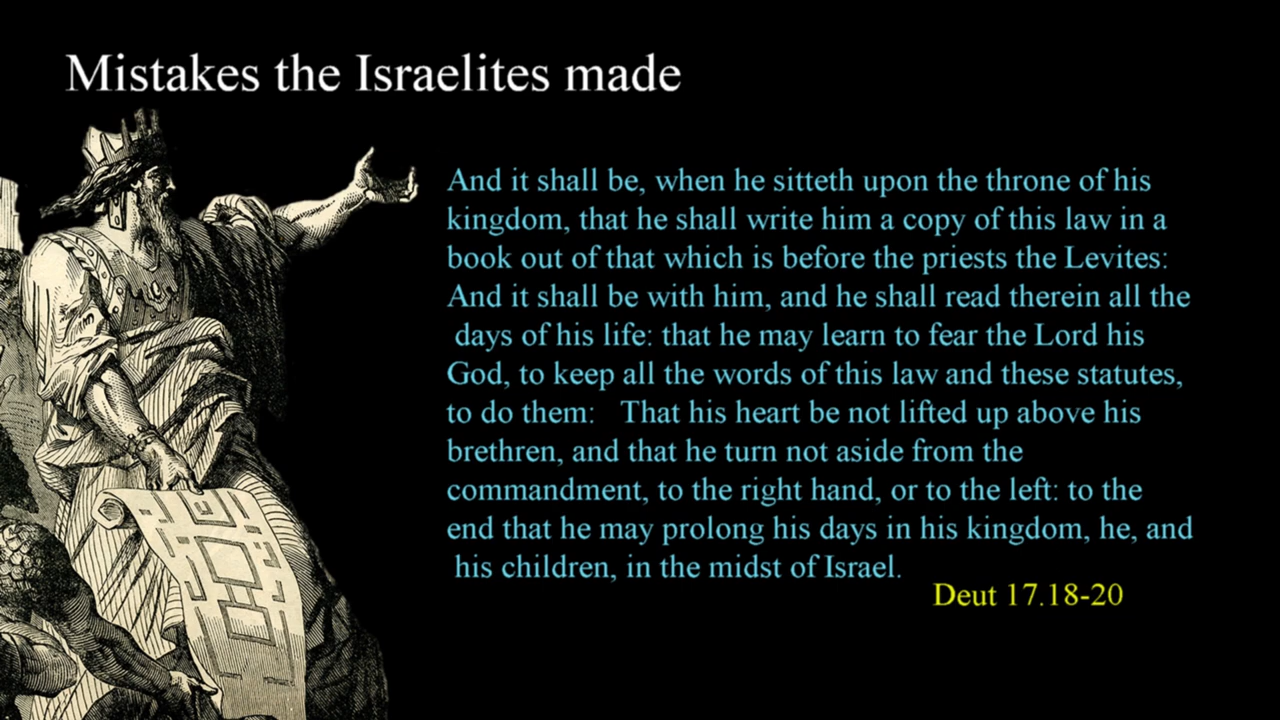 Mistakes the Israelites made
And it shall be, when he sitteth upon the throne of his
kingdom, that he shall write him a copy of this law in a
book out of that which is before the priests the Levites:
And it shall be with him, and he shall read therein all the
days of his life: that he may learn to fear the Lord his
God, to keep all the words of this law and these statutes,
to do them: That his heart be not lifted up above his
brethren, and that he turn not aside from the
commandment, to the right hand, or to the left: to the
end that he may prolong his days in his kingdom, he, and
his children, in the midst of Israel.
Deut 17.18-20